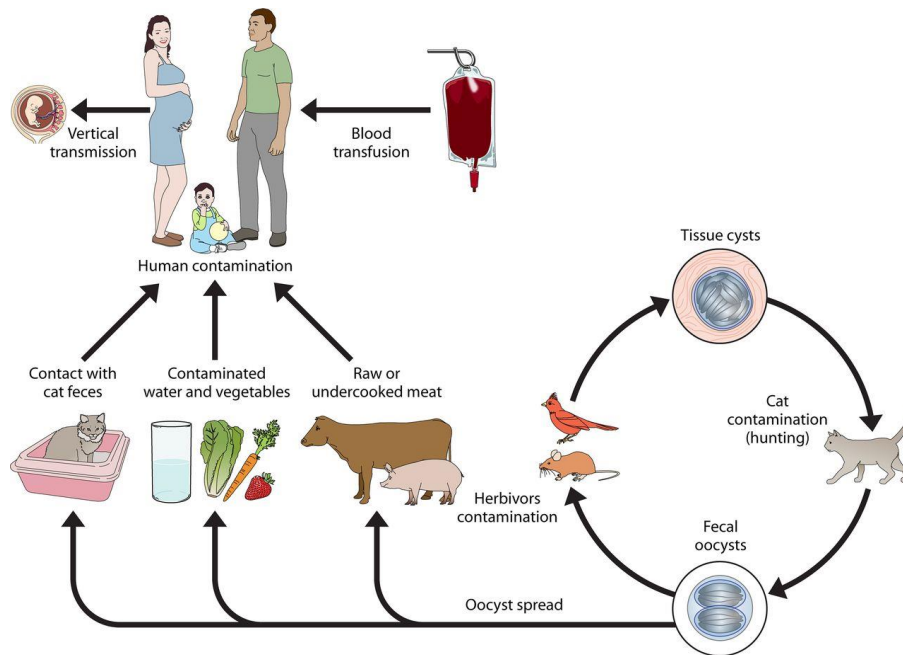 Vertical
transmission
Blood
transfusion
Human contamination
Tissue cysts
Contact with
cat feces
Contaminated
water and vegetables
Raw or
undercooked meat
Cat
contamination
(hunting)
Herbivors
contamination
Fecal
oocysts
Oocyst spread